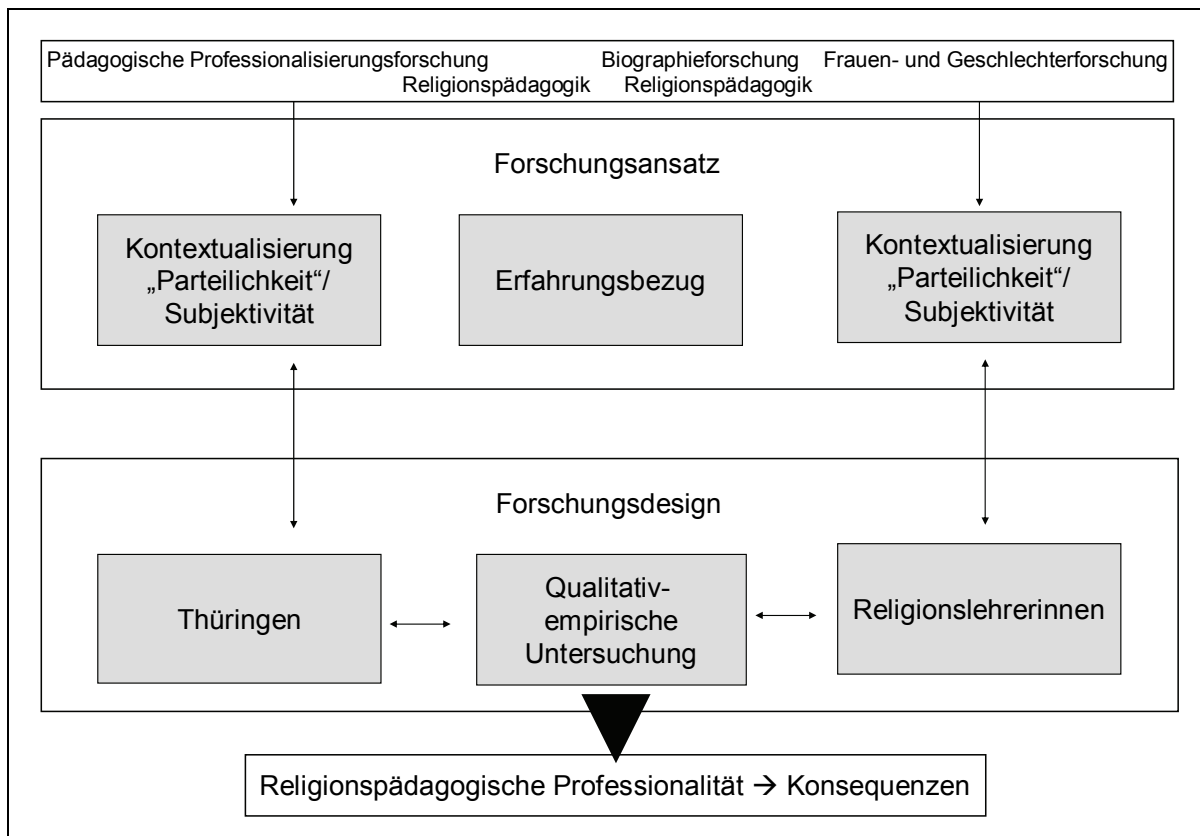 Pädagogische Professionalisierungsforschung Biographieforschung Frauen- und Geschlechterforschung
Religionspädagogik Religionspädagogik
Forschungsansatz
Kontextualisierung
„Parteilichkeit“/
Subjektivität
Erfahrungsbezug
Kontextualisierung
„Parteilichkeit“/
Subjektivität
Forschungsdesign
Thüringen
Qualitativ-
empirische
Untersuchung
Religionslehrerinnen
Religionspädagogische Professionalität → Konsequenzen